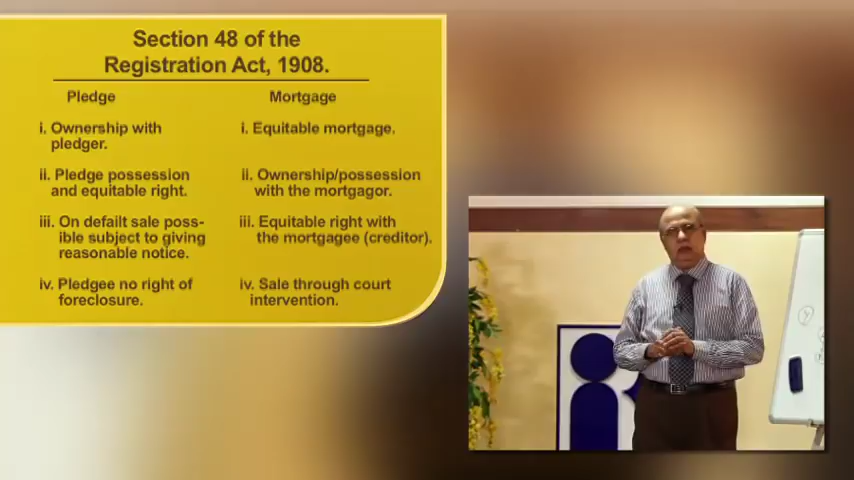 Section 48 of the
Registration Act, 1908.
Pledge
i. Ownership with
pledger.
ii. Pledge possession
and equitable right.
iii. On defailt sale poss-
ible subject to giving
reasonable notice.
iv. Pledgee no right of
foreclosure.
Mortgage
i. Equitable mortgage.
ii. Ownership/possession
with the mortgagor.
iii. Equitable right with
the mortgagee (creditor).
iv. Sale through court
intervention.